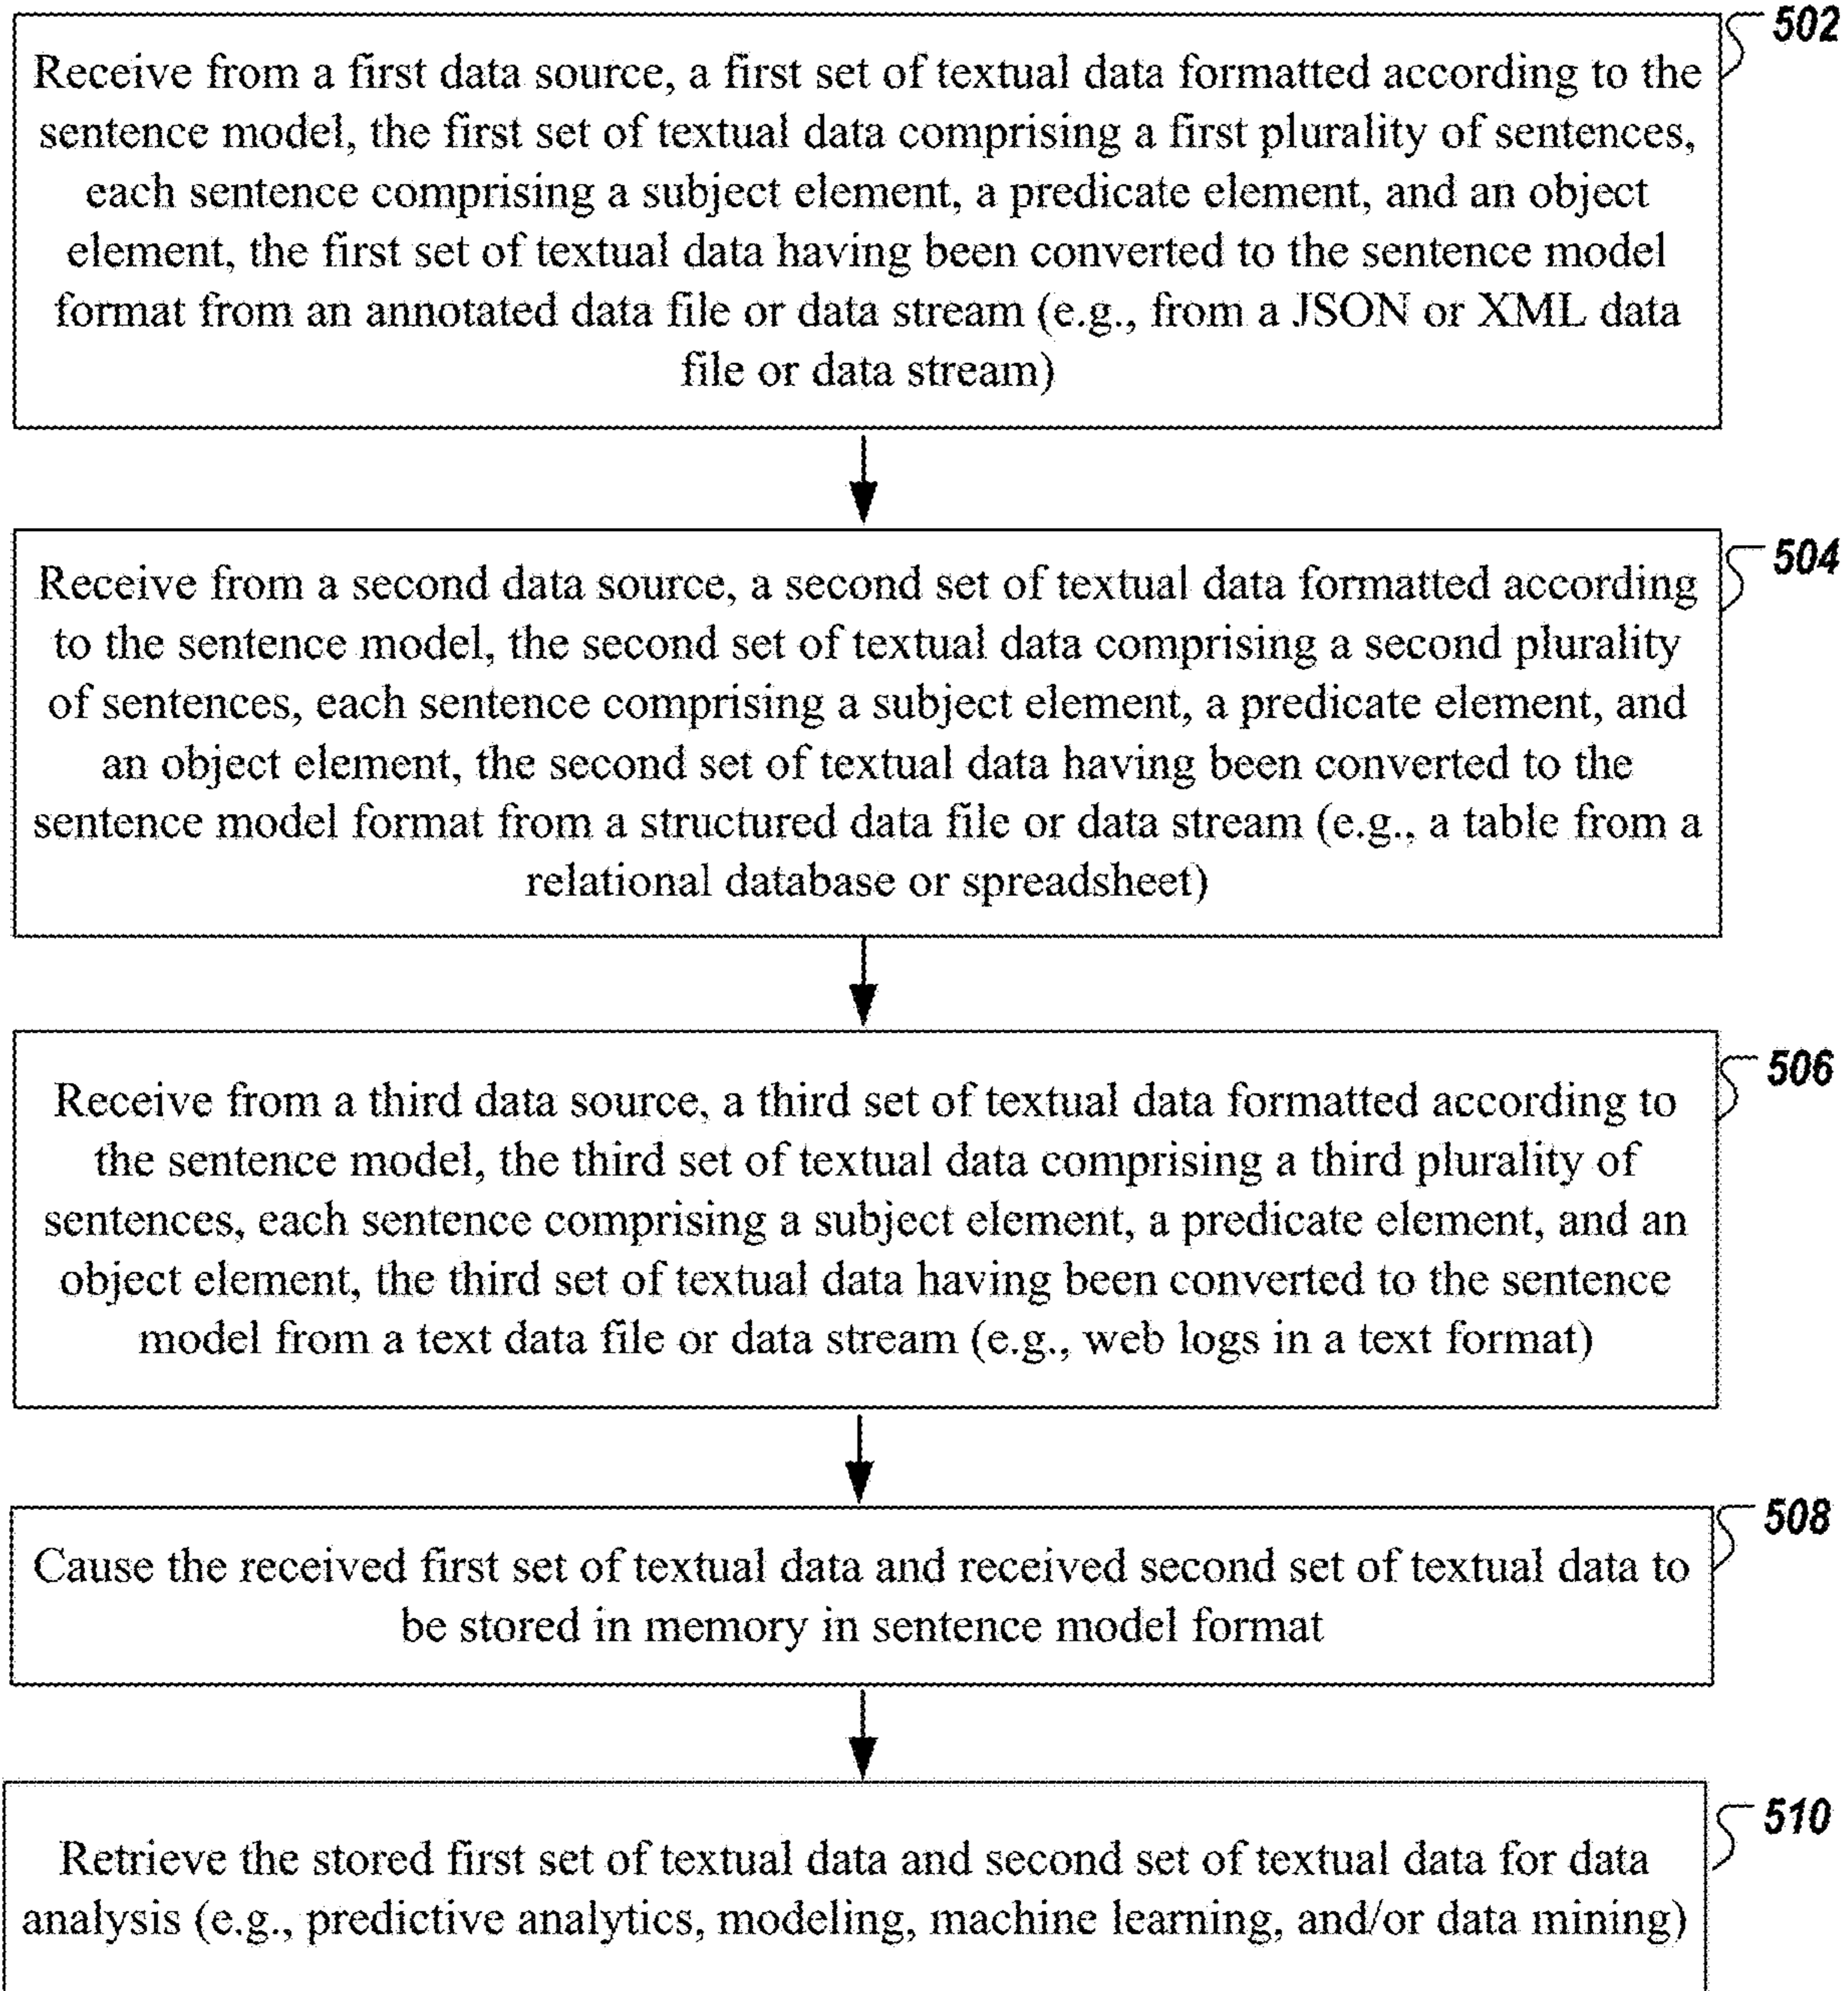 502
Receive from a first data source, a first set of textual data formatted according to the
sentence model, the first set of textual data comprising a first plurality of sentences,
each sentence comprising a subject element, a predicate element, and an object
element, the first set of textual data having been converted to the sentence model
format from an annotated data file or data stream (e.g., from a JSON or XML data
file or data stream)
504
Receive from a second data source, a second set of textual data formatted according
to the sentence model, the second set of textual data comprising a second plurality
of sentences, each sentence comprising a subject element, a predicate element, and
an object element, the second set of textual data having been converted to the
sentence model format from a structured data file or data stream (e.g., a table from a
relational database or spreadsheet)
506
Receive from a third data source, a third set of textual data formatted according to
the sentence model, the third set of textual data comprising a third plurality of
sentences, each sentence comprising a subject element, a predicate element, and an
object element, the third set of textual data having been converted to the sentence
model from a text data file or data stream (e.g., web logs in a text format)
508
Cause the received first set of textual data and received second set of textual data to
be stored in memory in sentence model format
510
Retrieve the stored first set of textual data and second set of textual data for data
analysis (e.g., predictive analytics, modeling, machine learning, and/or data mining)